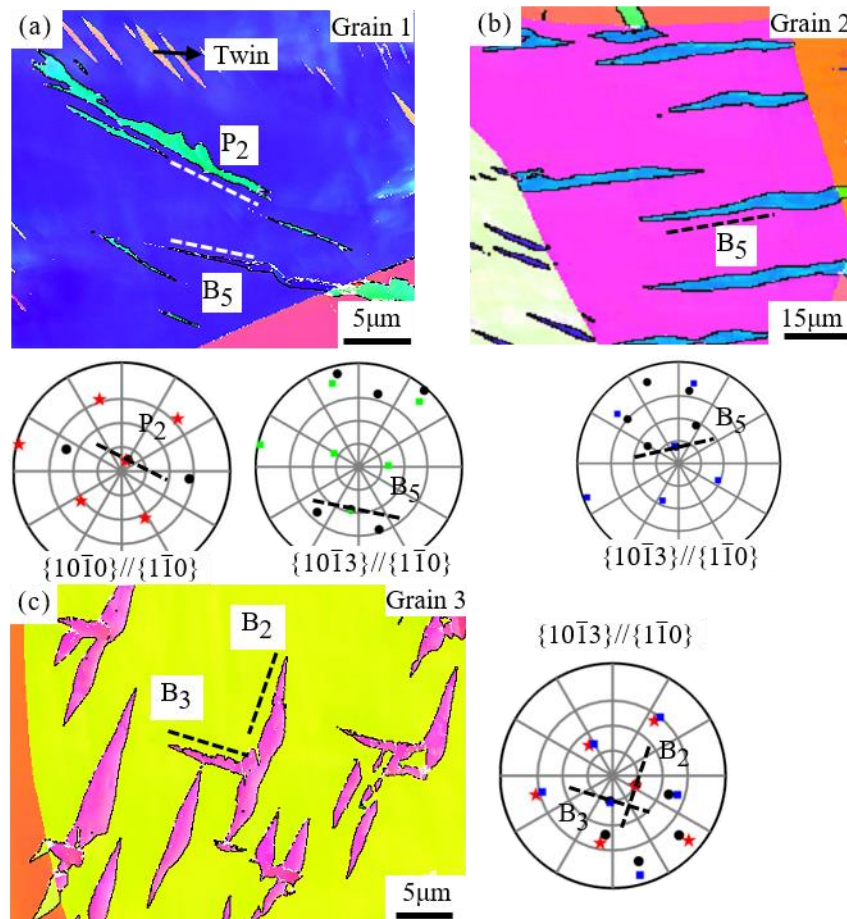 (a)
Grain 1
Twin
P₂
B₅
5μm
(b)
Grain 2
B₅
15μm
P₂
B₅
B₅
{101̄0}//{11̄0}
{101̄3}//{11̄0}
{101̄3}//{11̄0}
(c)
Grain 3
B₂
B₃
5μm
{101̄3}//{11̄0}
B₂
B₃